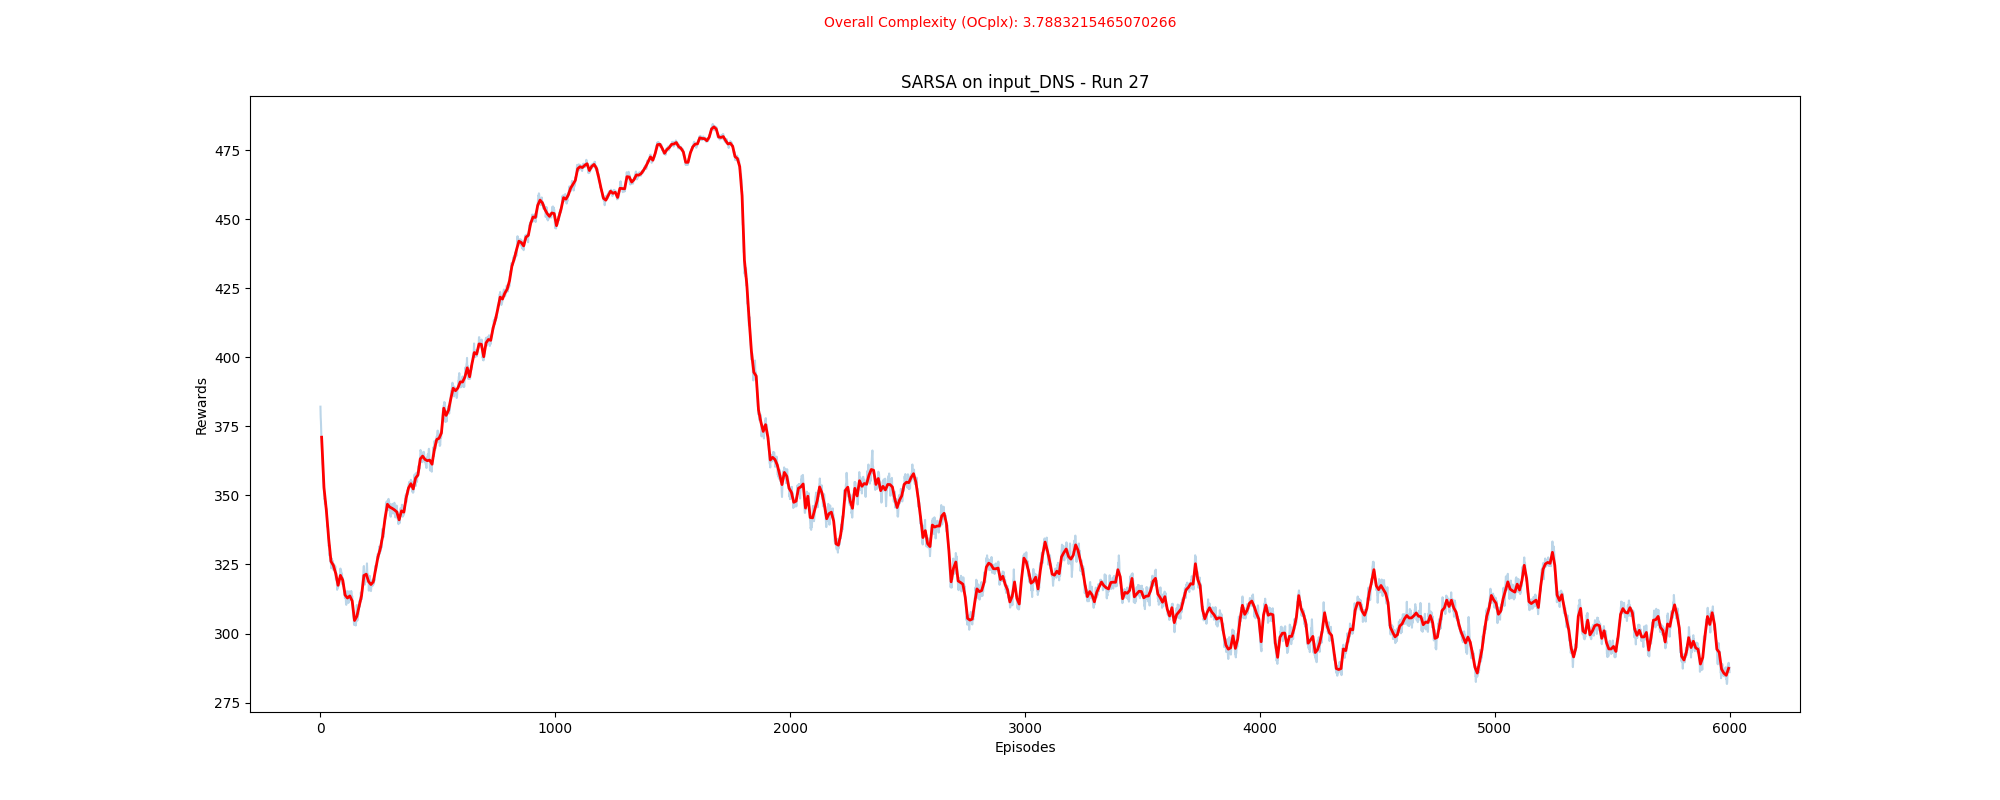 Overall Complexity (OCplx): 3.7883215465070266
SARSA on input_DNS - Run 27
Rewards
475
450
425
400
375
350
325
300
275
0 1000 2000 3000 4000 5000 6000
Episodes